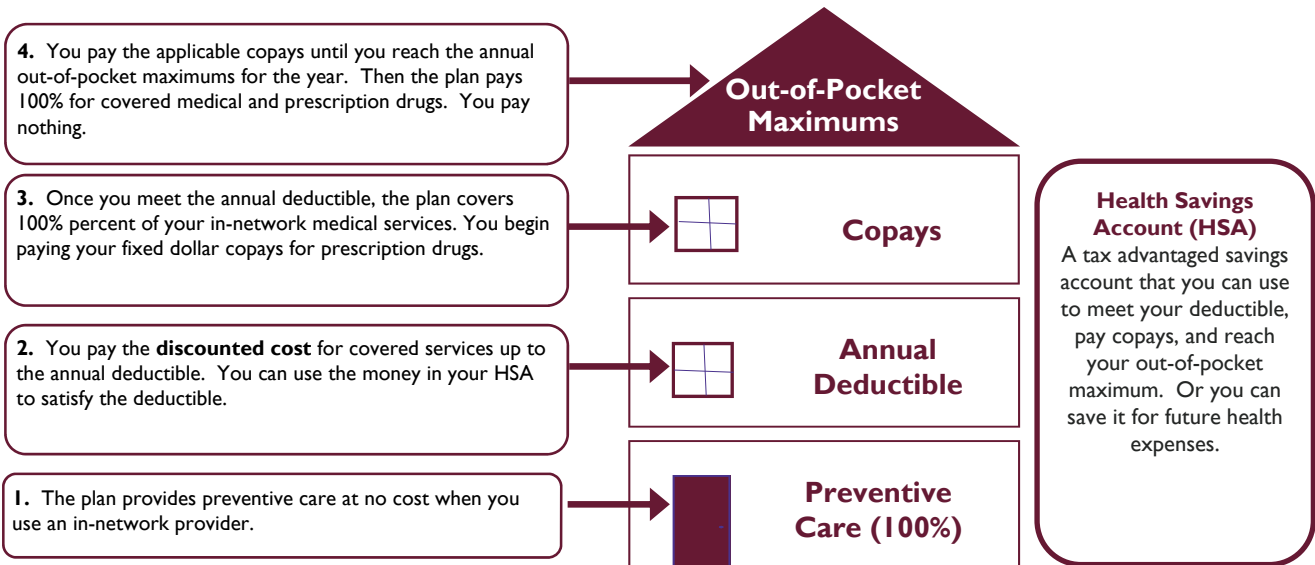 4. You pay the applicable copays until you reach the annual
out-of-pocket maximums for the year. Then the plan pays
100% for covered medical and prescription drugs. You pay
nothing.
Out-of-Pocket
Maximums
3. Once you meet the annual deductible, the plan covers
100% percent of your in-network medical services. You begin
paying your fixed dollar copays for prescription drugs.
Copays
2. You pay the discounted cost for covered services up to
the annual deductible. You can use the money in your HSA
to satisfy the deductible.
Annual
Deductible
1. The plan provides preventive care at no cost when you
use an in-network provider.
Preventive
Care (100%)
Health Savings
Account (HSA)
A tax advantaged savings
account that you can use
to meet your deductible,
pay copays, and reach
your out-of-pocket
maximum. Or you can
save it for future health
expenses.